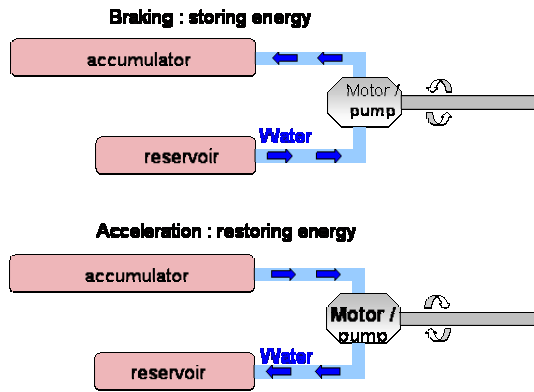 Braking : storing energy
accumulator
Motor /
pump
Water
reservoir
Acceleration : restoring energy
accumulator
Motor /
pump
Water
reservoir